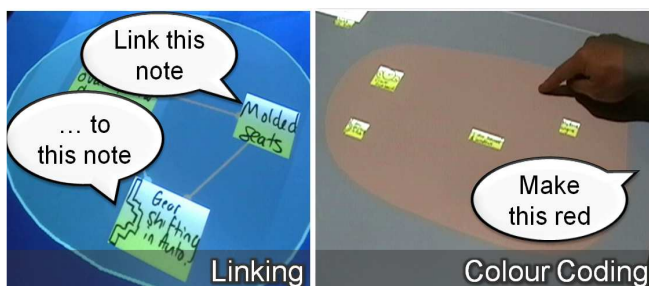 Link this
note
Molded
seats
… to
this note
Gear
shifting
in Auto.
Linking
Make
this red
Colour Coding